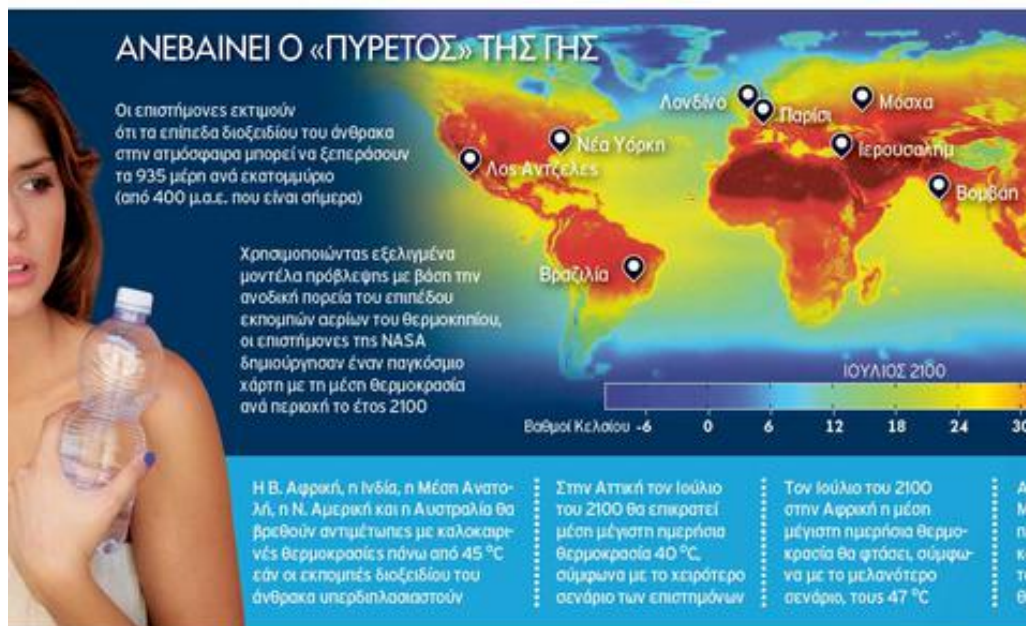 ΑΝΕΒΑΙΝΕΙ Ο «ΠΥΡΕΤΟΣ» ΤΗΣ ΓΗΣ
Οι επιστήμονες εκτιμούν
ότι τα επίπεδα διοξειδίου του άνθρακα
στην ατμόσφαιρα μπορεί να ξεπεράσουν
τα 935 μέρη ανά εκατομμύριο
(από 400 μ.α.ε. που είναι σήμερα)
Χρησιμοποιώντας εξελιγμένα
μοντέλα πρόβλεψης με βάση την
ανοδική πορεία του επιπέδου
εκπομπών αερίων του θερμοκηπίου,
οι επιστήμονες της NASA
δημιούργησαν έναν παγκόσμιο
χάρτη με τη μέση θερμοκρασία
ανά περιοχή το έτος 2100
Λονδίνο
Παρίσι
Μόσχα
Νέα Υόρκη
Ιερουσαλήμ
Λος Αντζελες
Βομβάη
Βραζιλία
ΙΟΥΛΙΟΣ 2100
Βαθμοί Κελσίου -6 0 6 12 18 24 30
Η Β. Αφρική, η Ινδία, η Μέση Ανατο-
λή, η Ν. Αμερική και η Αυστραλία θα
βρεθούν αντιμέτωπες με καλοκαιρι-
νές θερμοκρασίες πάνω από 45 °C
εάν οι εκπομπές διοξειδίου του
άνθρακα υπερδιπλασιαστούν
Στην Αττική τον Ιούλιο
του 2100 θα επικρατεί
μέση μέγιστη ημερήσια
θερμοκρασία 40 °C,
σύμφωνα με το χειρότερο
σενάριο των επιστημόνων
Τον Ιούλιο του 2100
στην Αφρική η μέση
μέγιστη ημερήσια θερμο-
κρασία θα φτάσει, σύμφω-
να με το μελανότερο
σενάριο, τους 47 °C